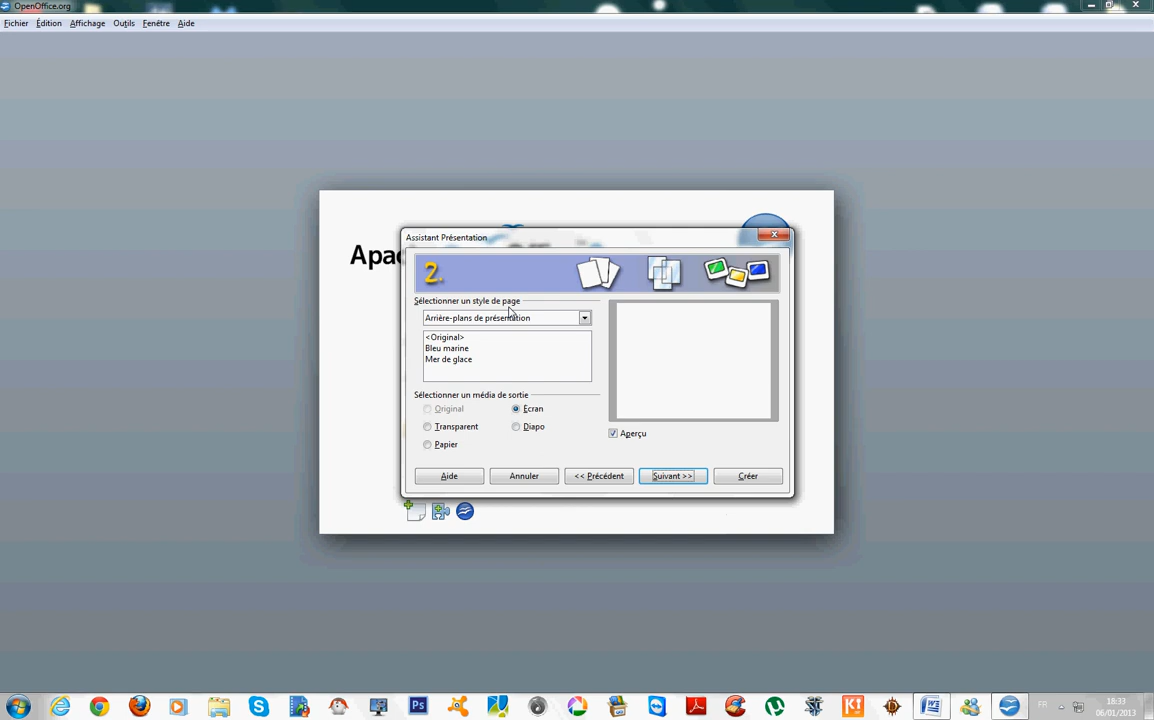 OpenOffice.org
Fichier Édition Affichage Outils Fenêtre Aide
Apac
Assistant Présentation
2.
Sélectionner un style de page
Arrière-plans de présentation
<Original>
Bleu marine
Mer de glace
Sélectionner un média de sortie
Original
Écran
Transparent
Diapo
Papier
Aperçu
Aide
Annuler
<< Précédent
Suivant >>
Créer
FR
18:33
06/01/2013